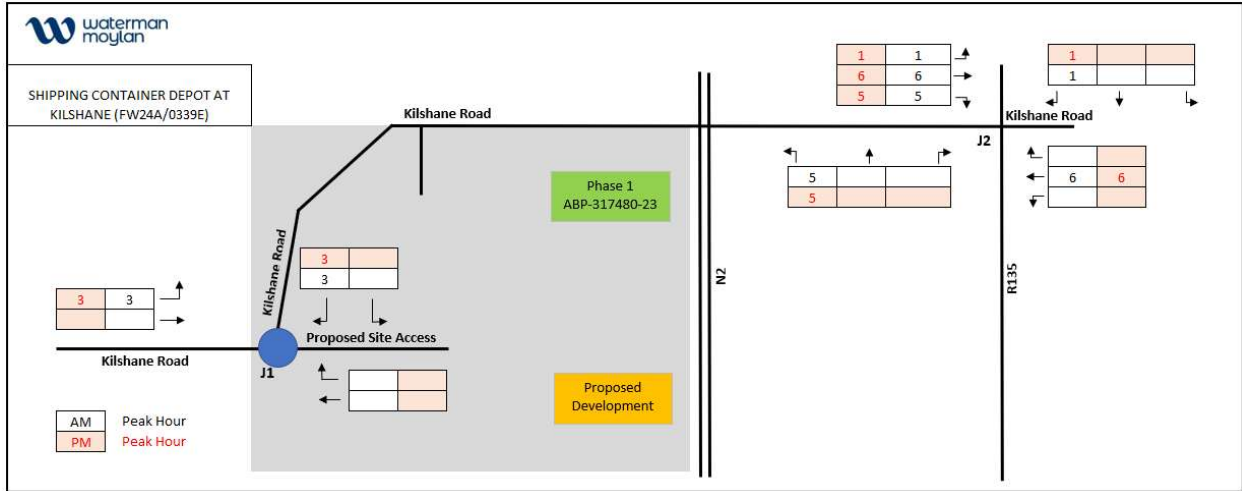 waterman
moylan
SHIPPING CONTAINER DEPOT AT
KILSHANE (FW24A/0339E)
1 1
6 6
5 5
1
1
Kilshane Road
Kilshane Road
J2
5
5
6 6
Phase 1
ABP-317480-23
Kilshane Road
N2
R135
3
3
3 3
Proposed Site Access
Kilshane Road
J1
Proposed
Development
AM Peak Hour
PM Peak Hour